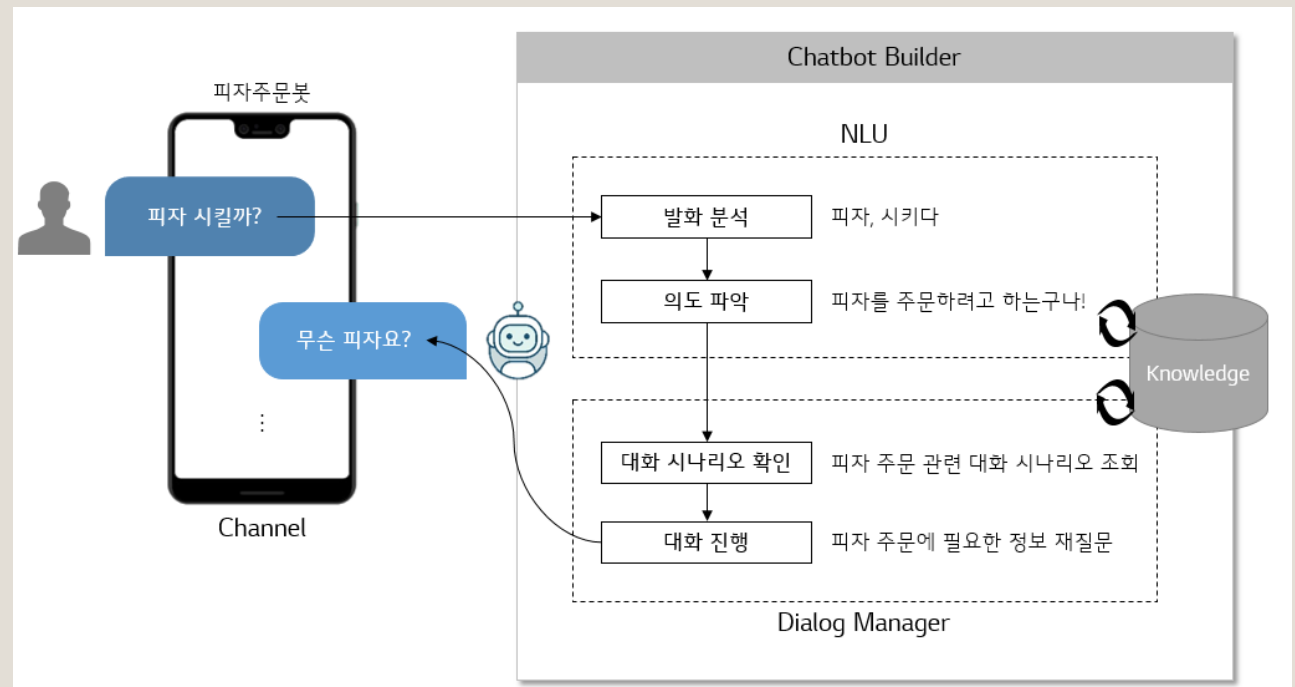 Chatbot Builder
피자주문봇
NLU
피자 시킬까?
발화 분석
피자, 시키다
의도 파악
피자를 주문하려고 하는구나!
무슨 피자요?
Knowledge
⋮
대화 시나리오 확인
피자 주문 관련 대화 시나리오 조회
Channel
대화 진행
피자 주문에 필요한 정보 재질문
Dialog Manager